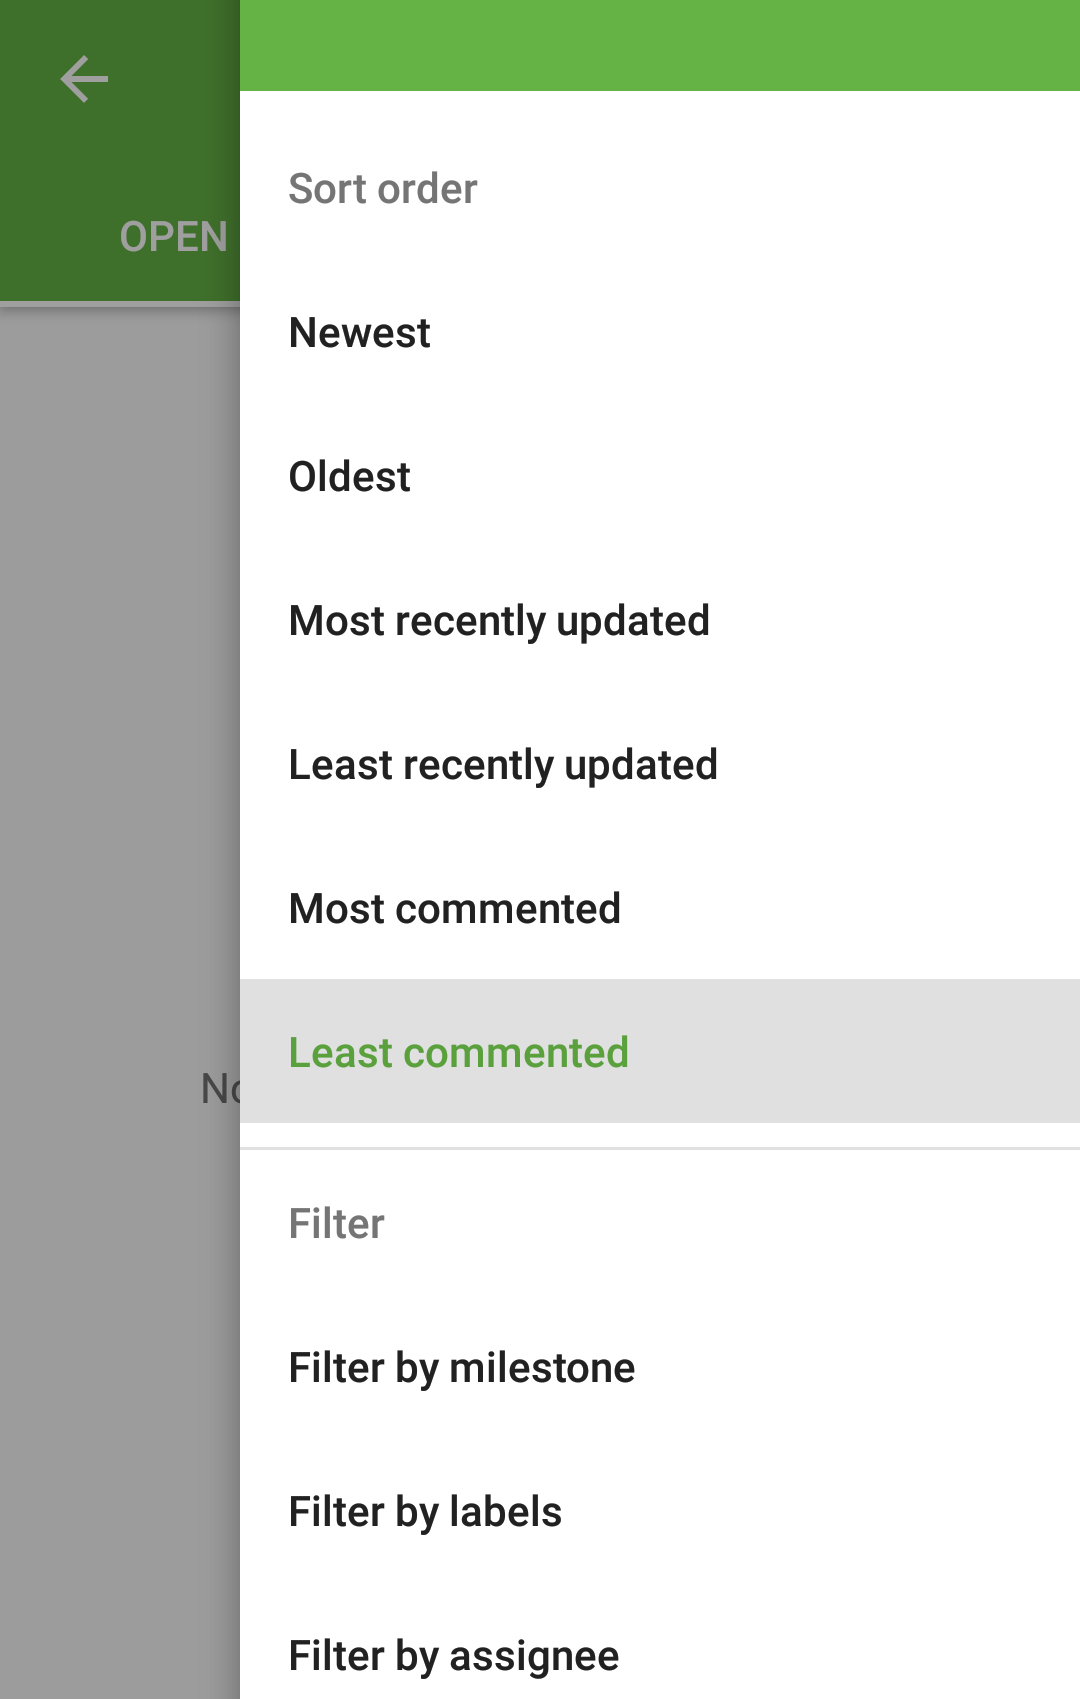 OPEN
Sort order
Newest
Oldest
Most recently updated
Least recently updated
Most commented
Least commented
Filter
Filter by milestone
Filter by labels
Filter by assignee